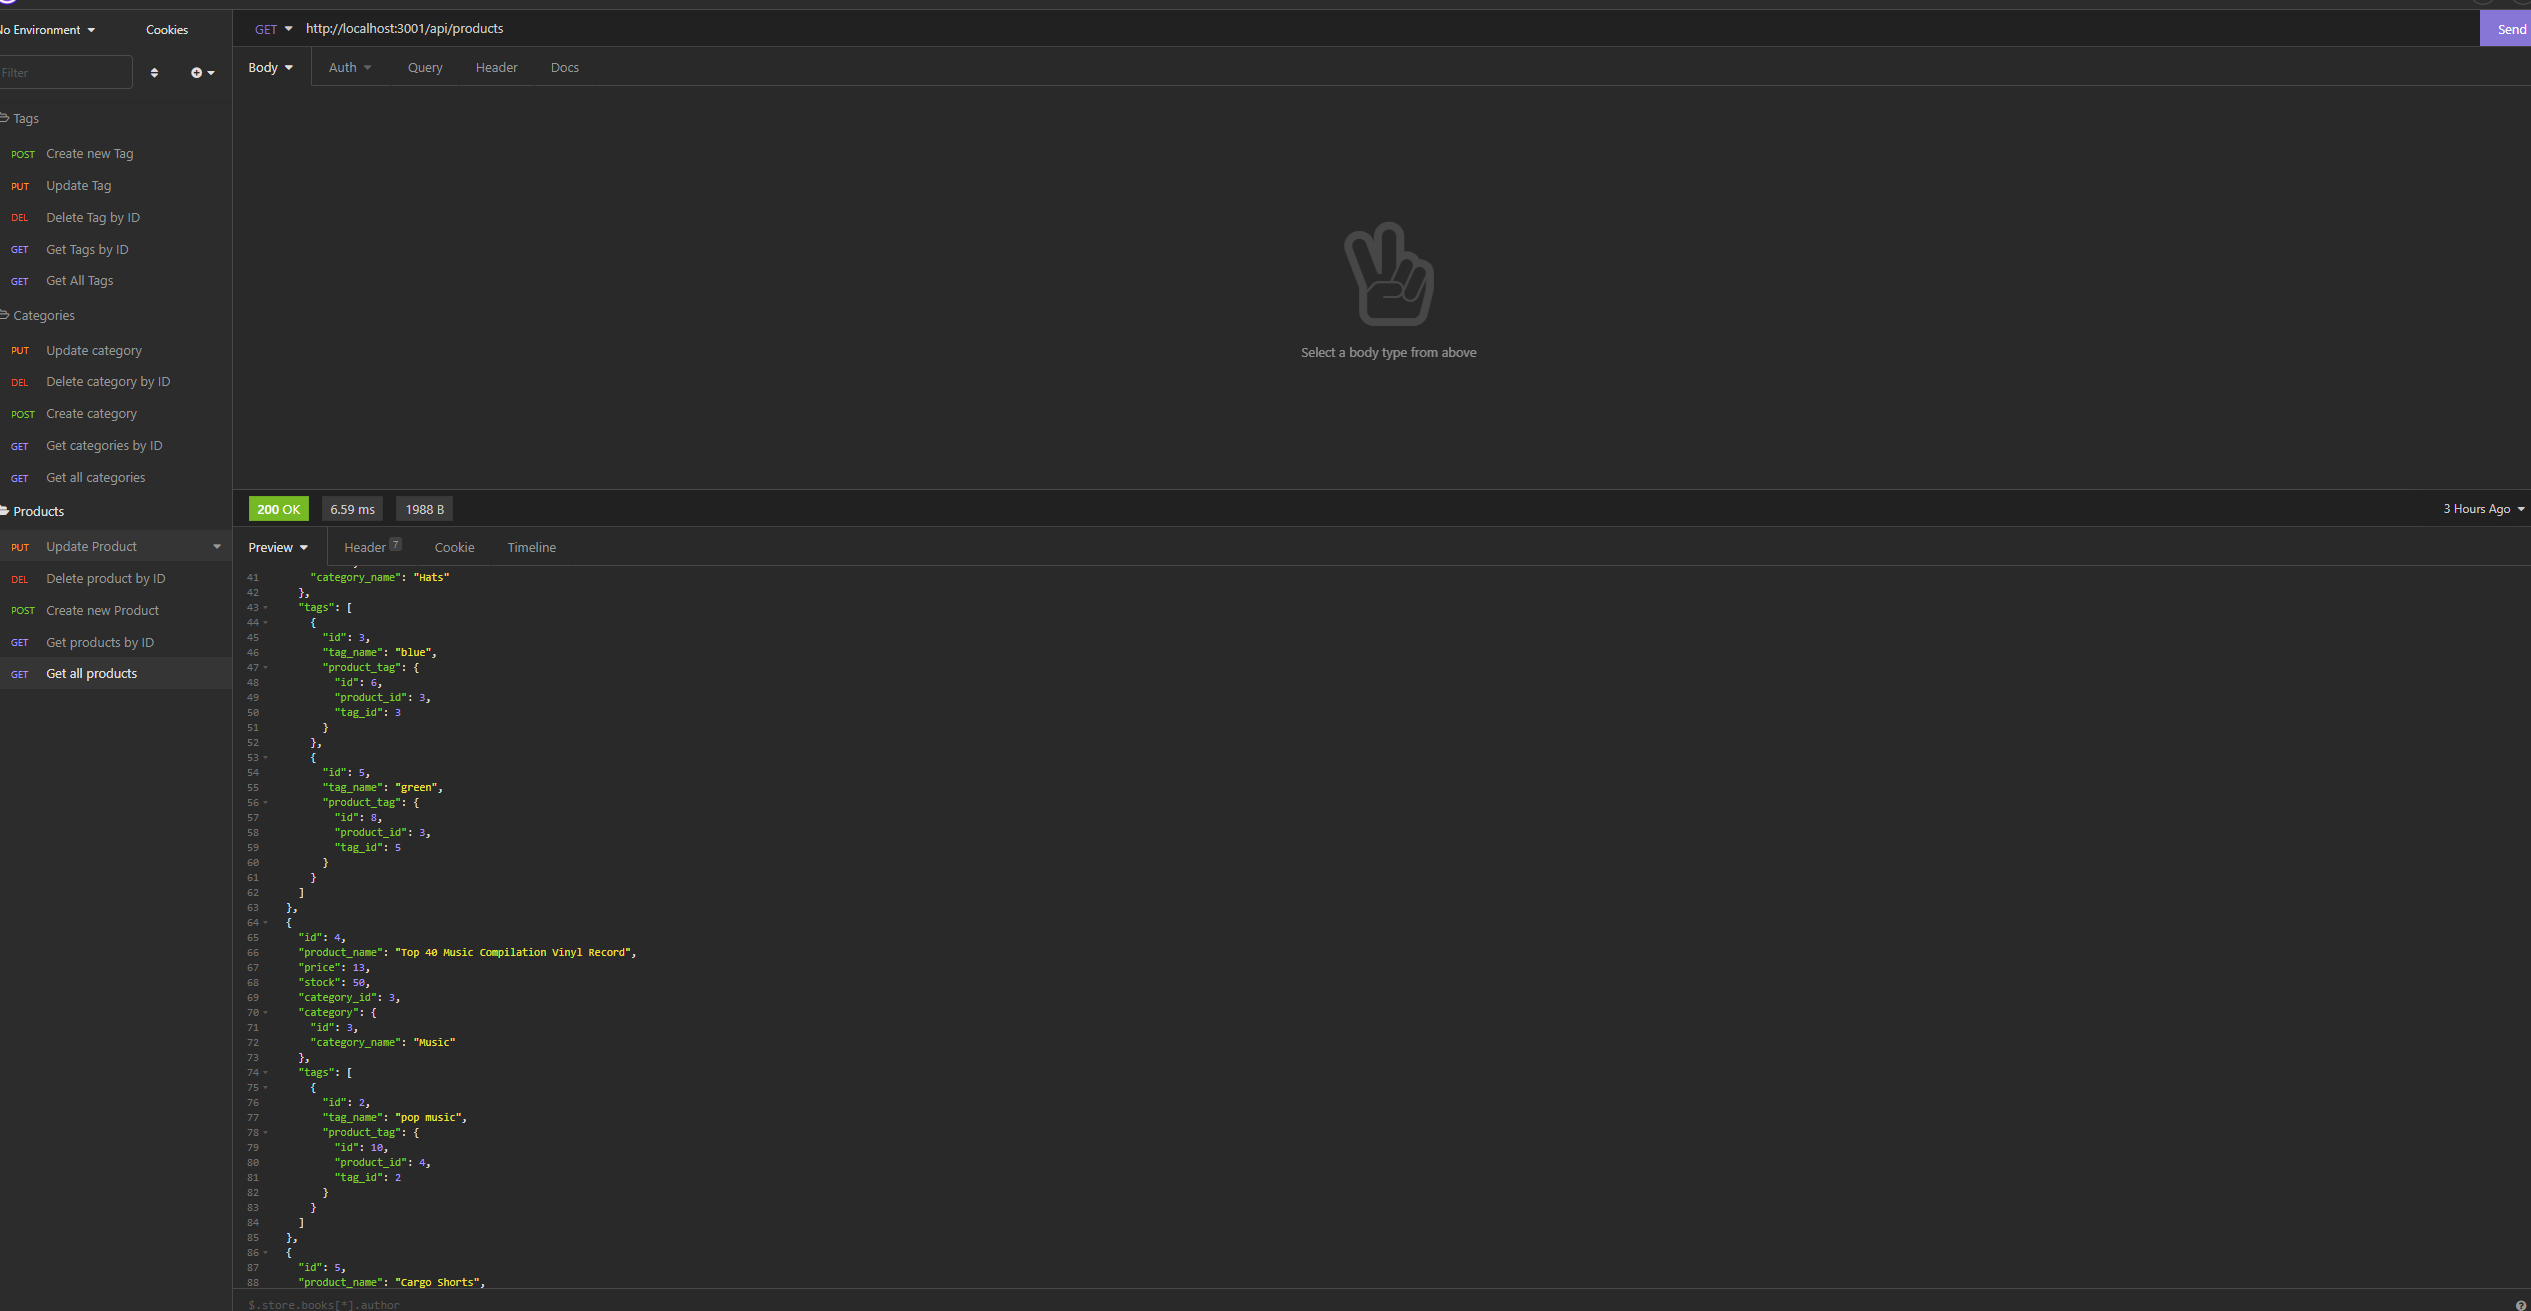 No Environment
Cookies
GET http://localhost:3001/api/products
Send
Filter
Body Auth Query Header Docs
Tags
POST Create new Tag
PUT Update Tag
DEL Delete Tag by ID
GET Get Tags by ID
GET Get All Tags
Categories
PUT Update category
DEL Delete category by ID
POST Create category
GET Get categories by ID
GET Get all categories
Products
PUT Update Product
DEL Delete product by ID
POST Create new Product
GET Get products by ID
GET Get all products
Select a body type from above
200 OK 6.59 ms 1988 B
3 Hours Ago
Preview Header 7 Cookie Timeline
41 "category_name": "Hats"
42 },
43 "tags": [
44 {
45 "id": 3,
46 "tag_name": "blue",
47 "product_tag": {
48 "id": 6,
49 "product_id": 3,
50 "tag_id": 3
51 }
52 },
53 {
54 "id": 5,
55 "tag_name": "green",
56 "product_tag": {
57 "id": 8,
58 "product_id": 3,
59 "tag_id": 5
60 }
61 }
62 ]
63 },
64 {
65 "id": 4,
66 "product_name": "Top 40 Music Compilation Vinyl Record",
67 "price": 13,
68 "stock": 50,
69 "category_id": 3,
70 "category": {
71 "id": 3,
72 "category_name": "Music"
73 },
74 "tags": [
75 {
76 "id": 2,
77 "tag_name": "pop music",
78 "product_tag": {
79 "id": 10,
80 "product_id": 4,
81 "tag_id": 2
82 }
83 }
84 ]
85 },
86 {
87 "id": 5,
88 "product_name": "Cargo Shorts",
$.store.books[*].author